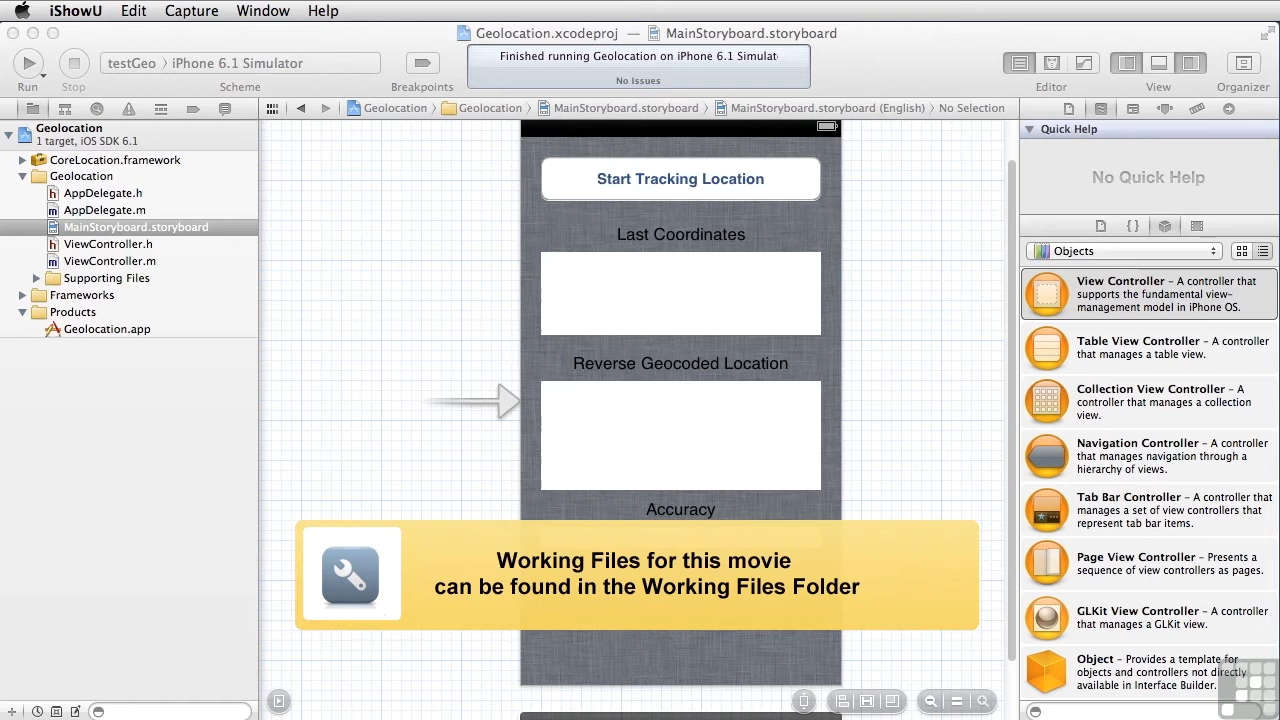 iShowU Edit Capture Window Help
Geolocation.xcodeproj — MainStoryboard.storyboard
testGeo iPhone 6.1 Simulator
Finished running Geolocation on iPhone 6.1 Simulat
No Issues
Run Stop Scheme Breakpoints Editor View Organizer
Geolocation Geolocation MainStoryboard.storyboard MainStoryboard.storyboard (English) No Selection
Geolocation
1 target, iOS SDK 6.1
CoreLocation.framework
Geolocation
h AppDelegate.h
m AppDelegate.m
MainStoryboard.storyboard
h ViewController.h
m ViewController.m
Supporting Files
Frameworks
Products
Geolocation.app
Start Tracking Location
Last Coordinates
Reverse Geocoded Location
Accuracy
Working Files for this movie
can be found in the Working Files Folder
Quick Help
No Quick Help
{ }
Objects
View Controller – A controller that
supports the fundamental view-
management model in iPhone OS.
Table View Controller – A controller
that manages a table view.
Collection View Controller – A
controller that manages a collection
view.
Navigation Controller – A controller
that manages navigation through a
hierarchy of views.
Tab Bar Controller – A controller that
manages a set of view controllers that
represent tab bar items.
Page View Controller – Presents a
sequence of view controllers as pages.
GLKit View Controller – A controller
that manages a GLKit view.
Object – Provides a template for
objects and controllers not directly
available in Interface Builder.